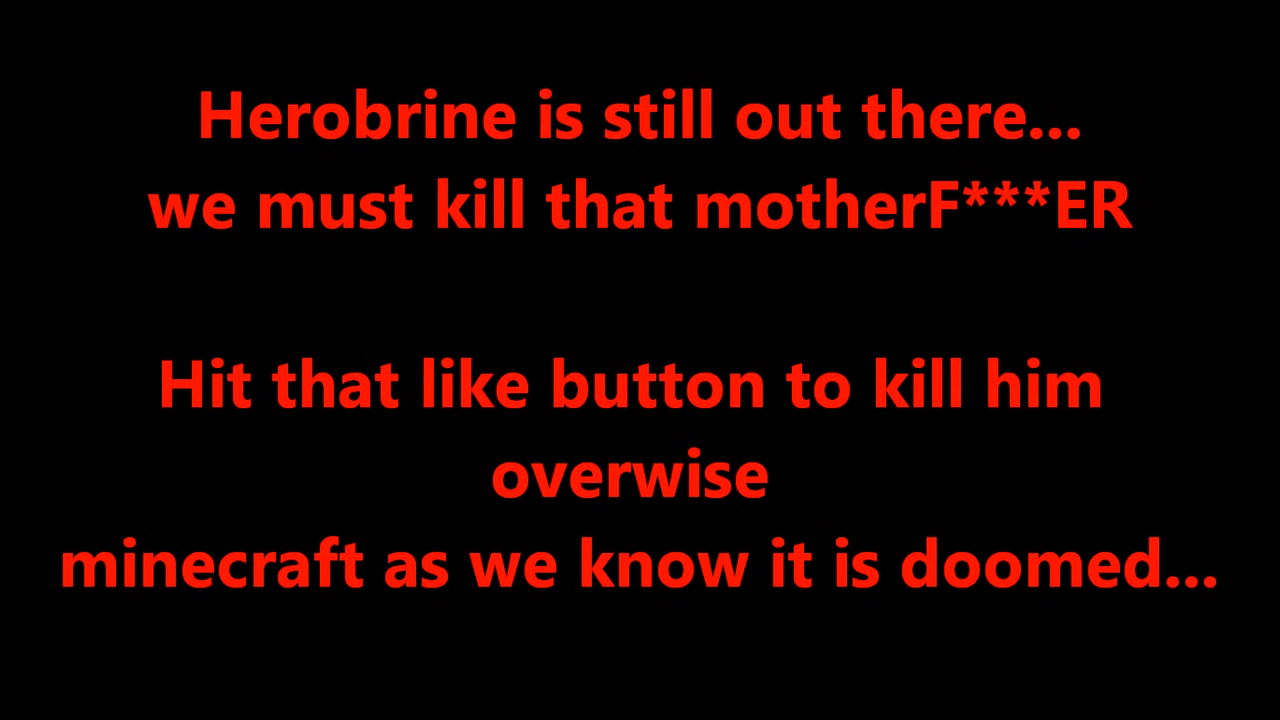 Herobrine is still out there...
we must kill that motherF***ER
Hit that like button to kill him
overwise
minecraft as we know it is doomed...